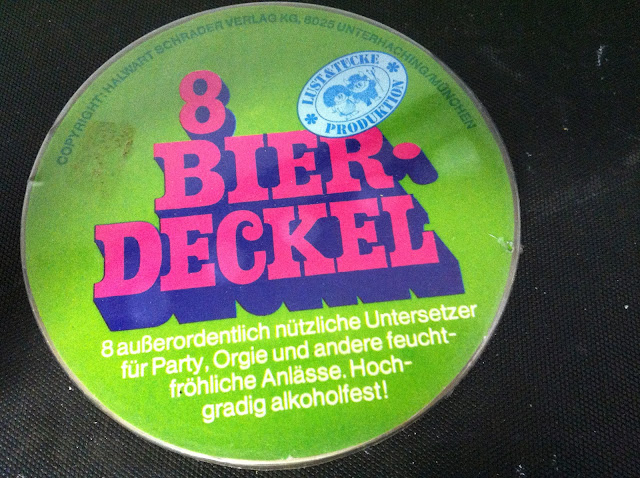 COPYRIGHT: HALWART SCHRADER VERLAG KG, 8025 UNTERHACHING/MÜNCHEN
LUST&TECKE
PRODUKTION
8
BIER-
DECKEL
8 außerordentlich nützliche Untersetzer
für Party, Orgie und andere feucht-
fröhliche Anlässe. Hoch-
gradig alkoholfest!